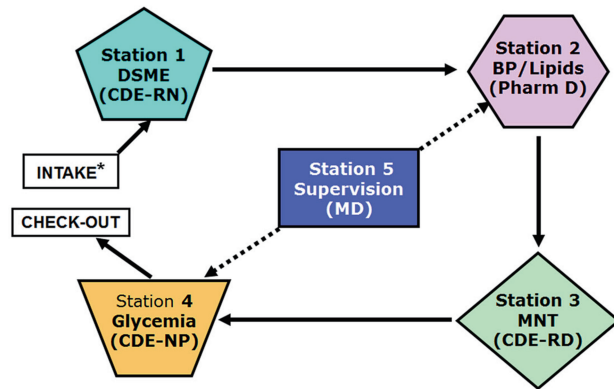 Station 1
DSME
(CDE-RN)
Station 2
BP/Lipids
(Pharm D)
INTAKE*
Station 5
Supervision
(MD)
CHECK-OUT
Station 4
Glycemia
(CDE-NP)
Station 3
MNT
(CDE-RD)